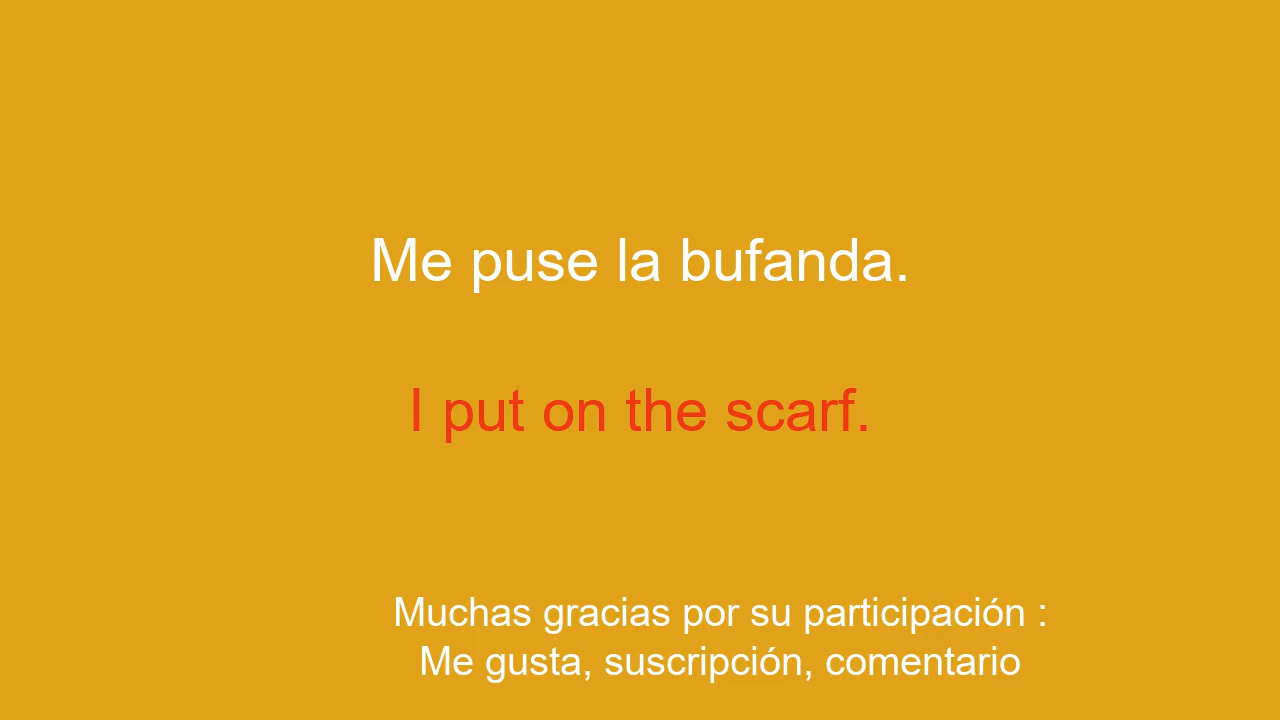 Me puse la bufanda.
I put on the scarf.
Muchas gracias por su participación :
Me gusta, suscripción, comentario